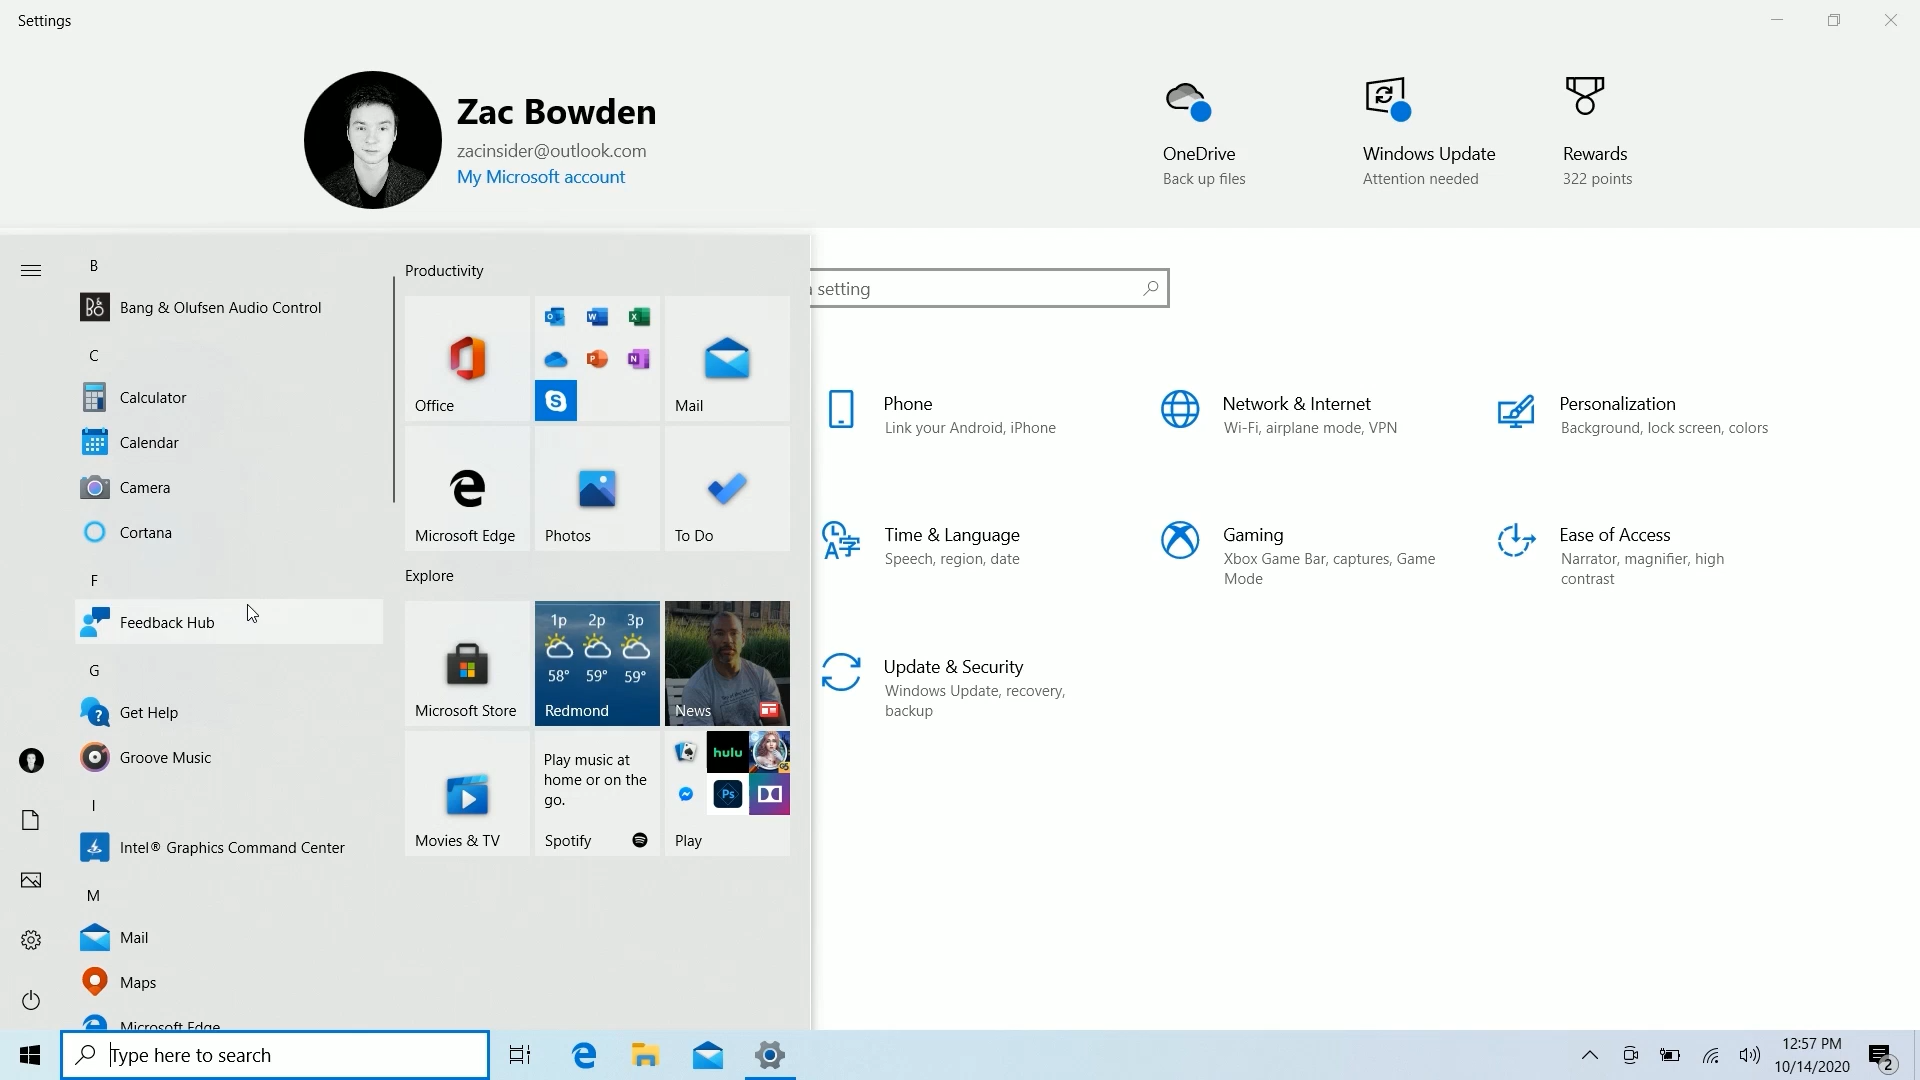 Settings
Zac Bowden
zacinsider@outlook.com
My Microsoft account
OneDrive
Back up files
Windows Update
Attention needed
Rewards
322 points
B
Bang & Olufsen Audio Control
C
Calculator
Calendar
Camera
Cortana
F
Feedback Hub
G
Get Help
Groove Music
I
Intel® Graphics Command Center
M
Mail
Maps
Microsoft Edge
Productivity
Office
Mail
Microsoft Edge
Photos
To Do
Explore
Microsoft Store
1p 2p 3p
58° 59° 59°
Redmond
News
Movies & TV
Play music at
home or on the
go.
Spotify
hulu
Ps
Play
a setting
Phone
Link your Android, iPhone
Network & Internet
Wi-Fi, airplane mode, VPN
Personalization
Background, lock screen, colors
Time & Language
Speech, region, date
Gaming
Xbox Game Bar, captures, Game
Mode
Ease of Access
Narrator, magnifier, high
contrast
Update & Security
Windows Update, recovery,
backup
Type here to search
12:57 PM
10/14/2020
2